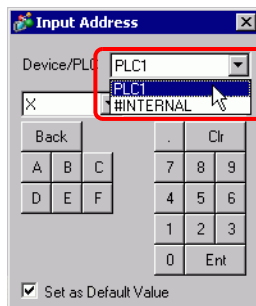 Input Address
Device/PLC PLC1
PLC1
#INTERNAL
X
Back . Clr
A B C 7 8 9
D E F 4 5 6
1 2 3
0 Ent
Set as Default Value